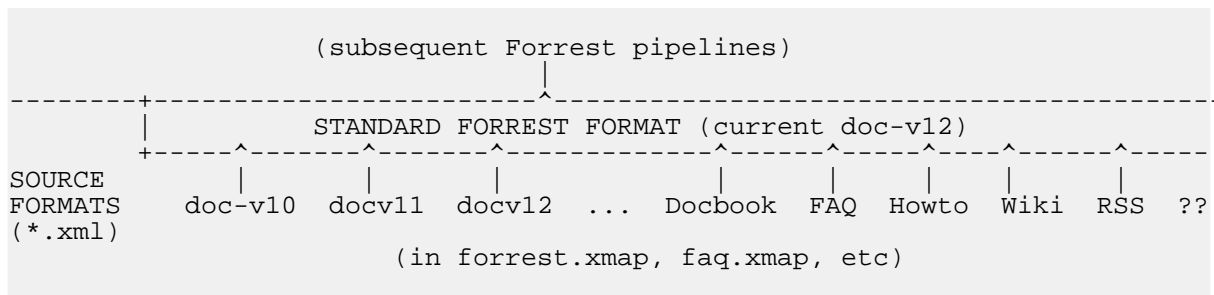 (subsequent Forrest pipelines)
|
--------+------------------------^-----------------------------------------
| STANDARD FORREST FORMAT (current doc-v12)
+-----^-------^-------^-------------^------^-----^----^------^-----
SOURCE | | | | | | | |
FORMATS doc-v10 docv11 docv12 ... Docbook FAQ Howto Wiki RSS ??
(*.xml)
(in forrest.xmap, faq.xmap, etc)